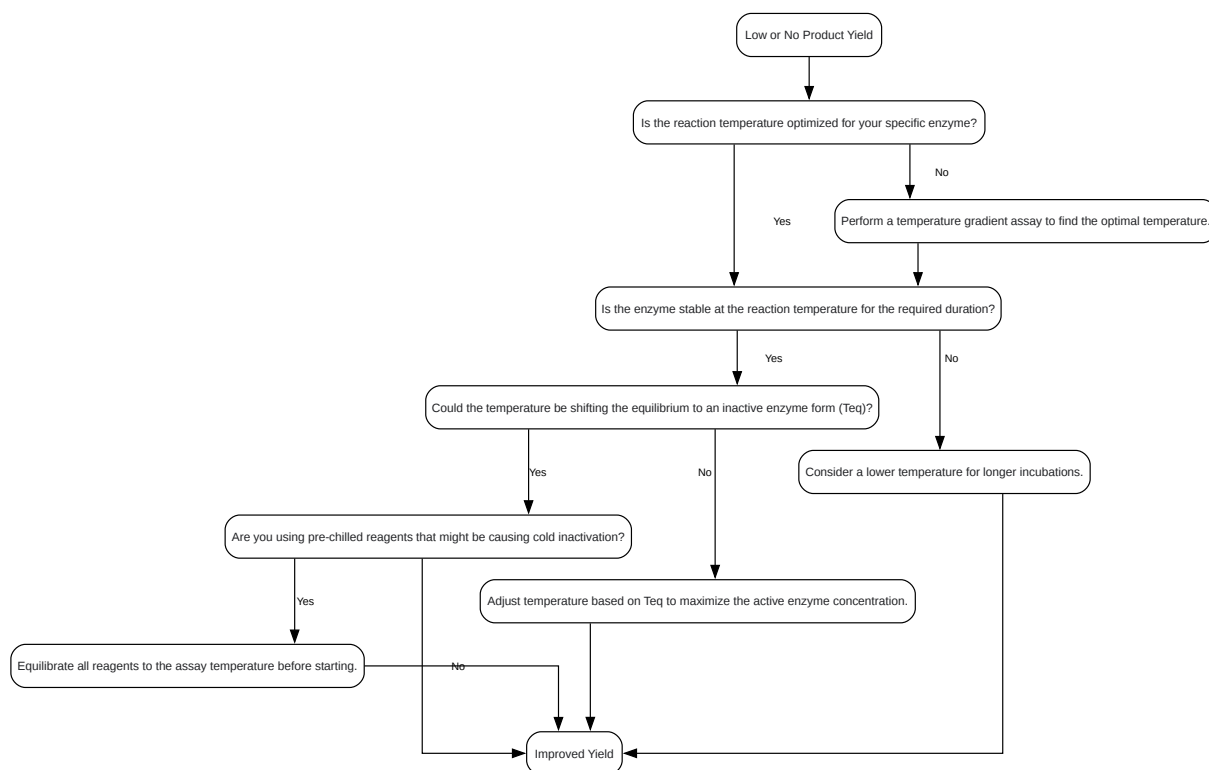 Low or No Product Yield
Is the reaction temperature optimized for your specific enzyme?
No
Yes
Perform a temperature gradient assay to find the optimal temperature.
Is the enzyme stable at the reaction temperature for the required duration?
Yes
No
Could the temperature be shifting the equilibrium to an inactive enzyme form (Teq)?
Yes
No
Consider a lower temperature for longer incubations.
Are you using pre-chilled reagents that might be causing cold inactivation?
Yes
Adjust temperature based on Teq to maximize the active enzyme concentration.
Equilibrate all reagents to the assay temperature before starting.
No
Improved Yield